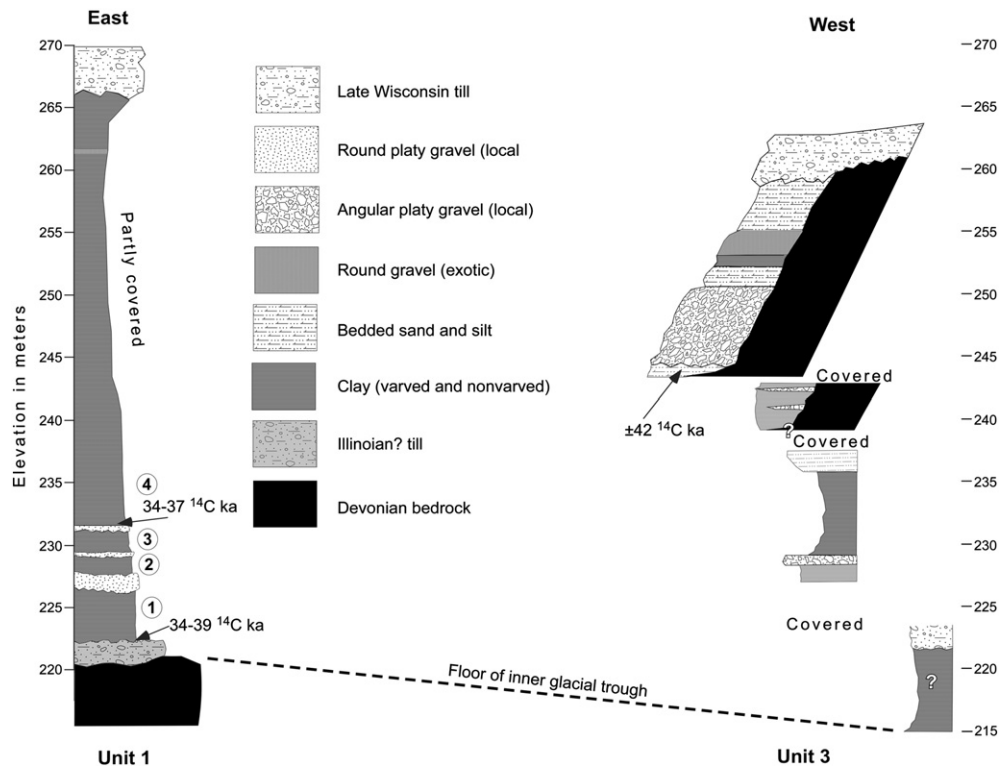 East
West
270
265
260
255
250
245
240
235
230
225
220
Elevation in meters
Partly covered
4
34-37 14C ka
3
2
1
34-39 14C ka
Unit 1
Late Wisconsin till
Round platy gravel (local
Angular platy gravel (local)
Round gravel (exotic)
Bedded sand and silt
Clay (varved and nonvarved)
Illinoian? till
Devonian bedrock
Floor of inner glacial trough
±42 14C ka
Covered
?
Covered
Covered
?
270
265
260
255
250
245
240
235
230
225
220
215
Unit 3